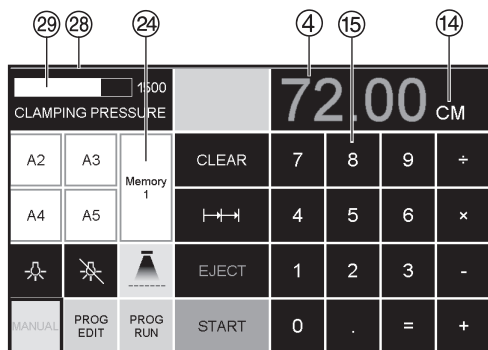 29 28 24 4 15 14
1500
CLAMPING PRESSURE
72.00 CM
A2 A3 Memory 1 CLEAR 7 8 9 ÷
A4 A5 4 5 6 ×
EJECT 1 2 3 -
MANUAL PROG EDIT PROG RUN START 0 . = +